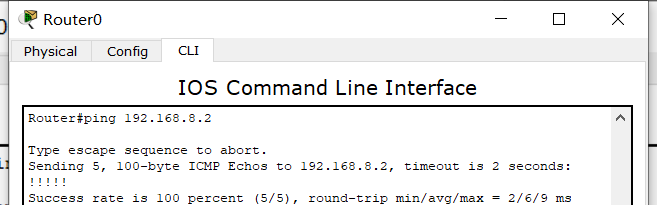 Router0
Physical Config CLI
IOS Command Line Interface
Router#ping 192.168.8.2
Type escape sequence to abort.
Sending 5, 100-byte ICMP Echos to 192.168.8.2, timeout is 2 seconds:
!!!!!
Success rate is 100 percent (5/5), round-trip min/avg/max = 2/6/9 ms